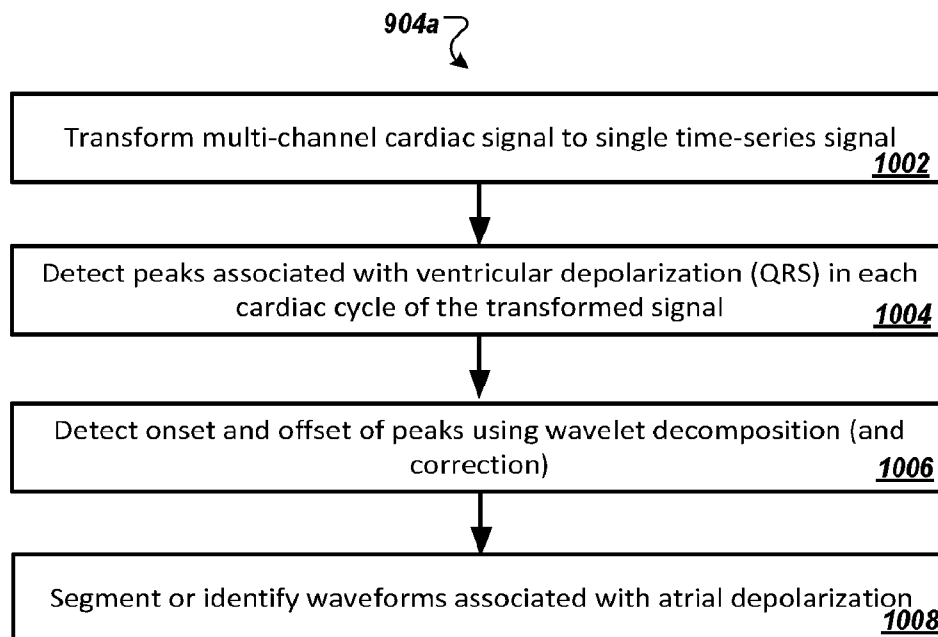 904a
Transform multi-channel cardiac signal to single time-series signal
1002
Detect peaks associated with ventricular depolarization (QRS) in each
cardiac cycle of the transformed signal
1004
Detect onset and offset of peaks using wavelet decomposition (and
correction)
1006
Segment or identify waveforms associated with atrial depolarization
1008